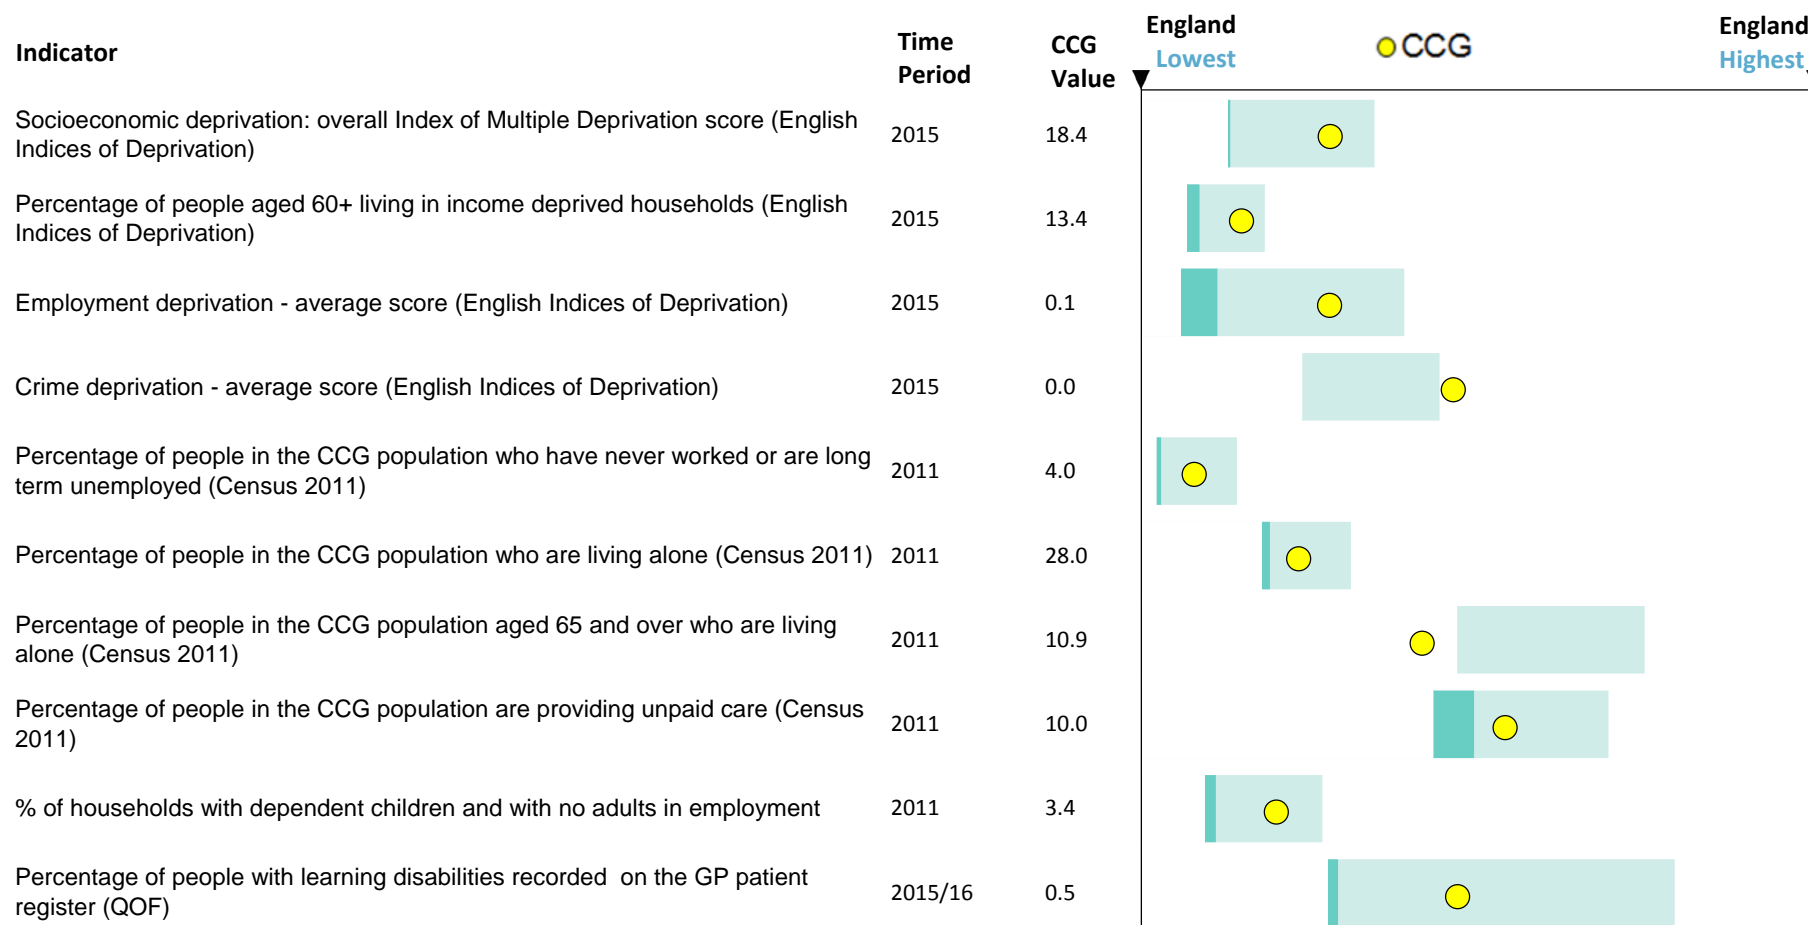 Indicator
Time
Period
CCG
Value
England
Lowest
CCG
England
Highest
Socioeconomic deprivation: overall Index of Multiple Deprivation score (English
Indices of Deprivation)
2015
18.4
Percentage of people aged 60+ living in income deprived households (English
Indices of Deprivation)
2015
13.4
Employment deprivation - average score (English Indices of Deprivation)
2015
0.1
Crime deprivation - average score (English Indices of Deprivation)
2015
0.0
Percentage of people in the CCG population who have never worked or are long
term unemployed (Census 2011)
2011
4.0
Percentage of people in the CCG population who are living alone (Census 2011)
2011
28.0
Percentage of people in the CCG population aged 65 and over who are living
alone (Census 2011)
2011
10.9
Percentage of people in the CCG population are providing unpaid care (Census
2011)
2011
10.0
% of households with dependent children and with no adults in employment
2011
3.4
Percentage of people with learning disabilities recorded  on the GP patient
register (QOF)
2015/16
0.5